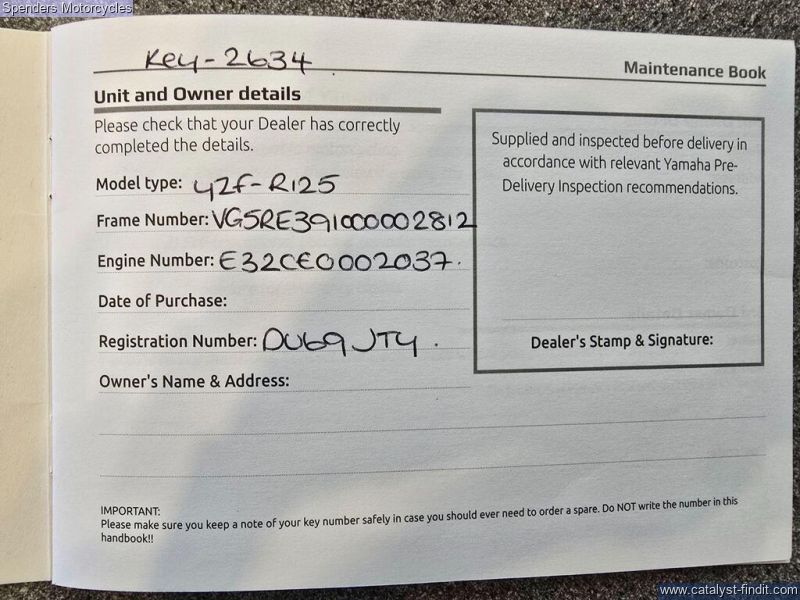 Spenders Motorcycles
Key-2634
Maintenance Book
Unit and Owner details
Please check that your Dealer has correctly
completed the details.
Model type: YZF-R125
Frame Number: VG5RE391000002812
Engine Number: E32CE0002037.
Date of Purchase:
Registration Number: DU69JTY.
Owner's Name & Address:
Supplied and inspected before delivery in
accordance with relevant Yamaha Pre-
Delivery Inspection recommendations.
Dealer's Stamp & Signature:
IMPORTANT:
Please make sure you keep a note of your key number safely in case you should ever need to order a spare. Do NOT write the number in this
handbook!!
www.catalyst-findit.com